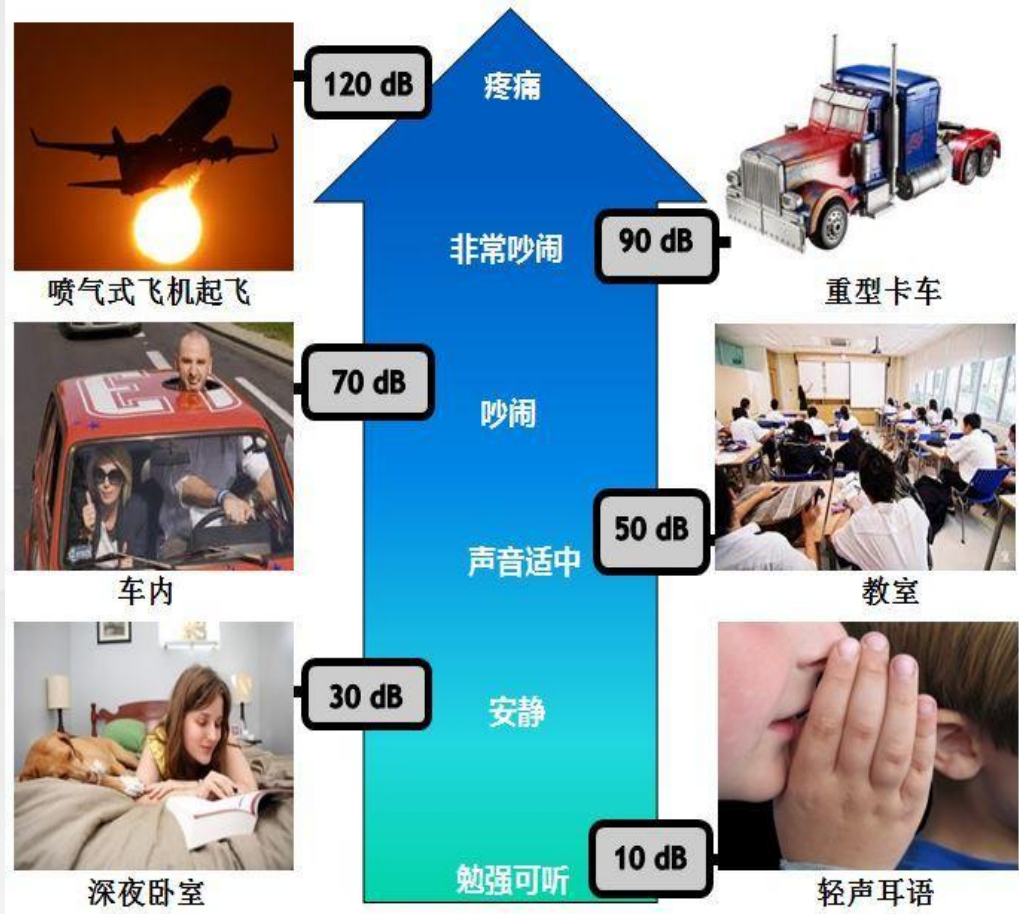 120 dB
疼痛
喷气式飞机起飞
非常吵闹
90 dB
重型卡车
70 dB
吵闹
车内
50 dB
声音适中
教室
30 dB
安静
深夜卧室
勉强可听
10 dB
轻声耳语